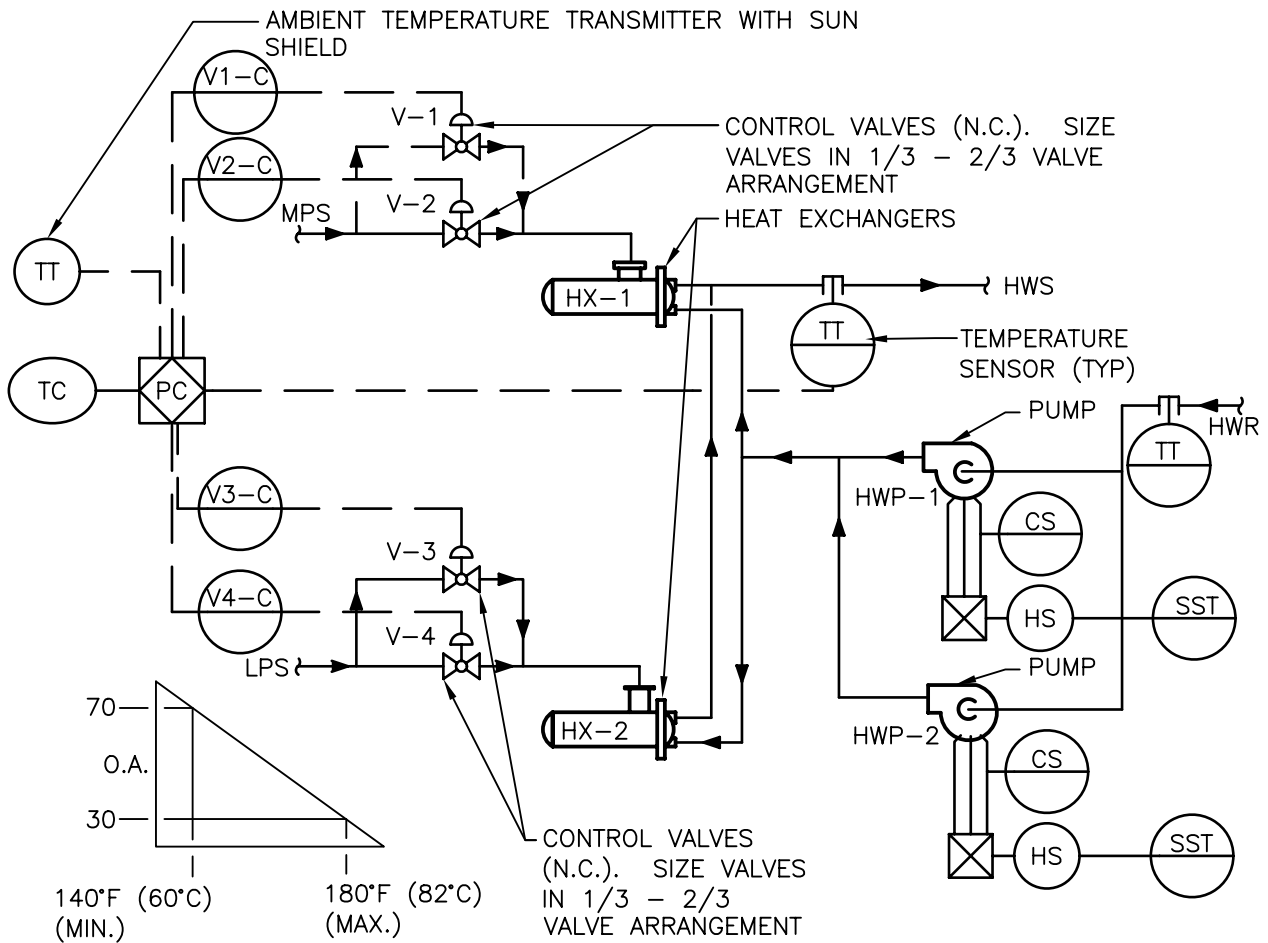 AMBIENT TEMPERATURE TRANSMITTER WITH SUN
SHIELD
V1-C
V-1
CONTROL VALVES (N.C.). SIZE
VALVES IN 1/3 - 2/3 VALVE
ARRANGEMENT
V2-C
V-2
MPS
HEAT EXCHANGERS
TT
HX-1
HWS
TT
TEMPERATURE
SENSOR (TYP)
TC
PC
PUMP
HWR
TT
HWP-1
V3-C
CS
V-3
V4-C
V-4
HS
SST
LPS
PUMP
70
HX-2
HWP-2
O.A.
CS
30
CONTROL VALVES
(N.C.). SIZE VALVES
IN 1/3 - 2/3
VALVE ARRANGEMENT
HS
SST
140°F (60°C)
(MIN.)
180°F (82°C)
(MAX.)